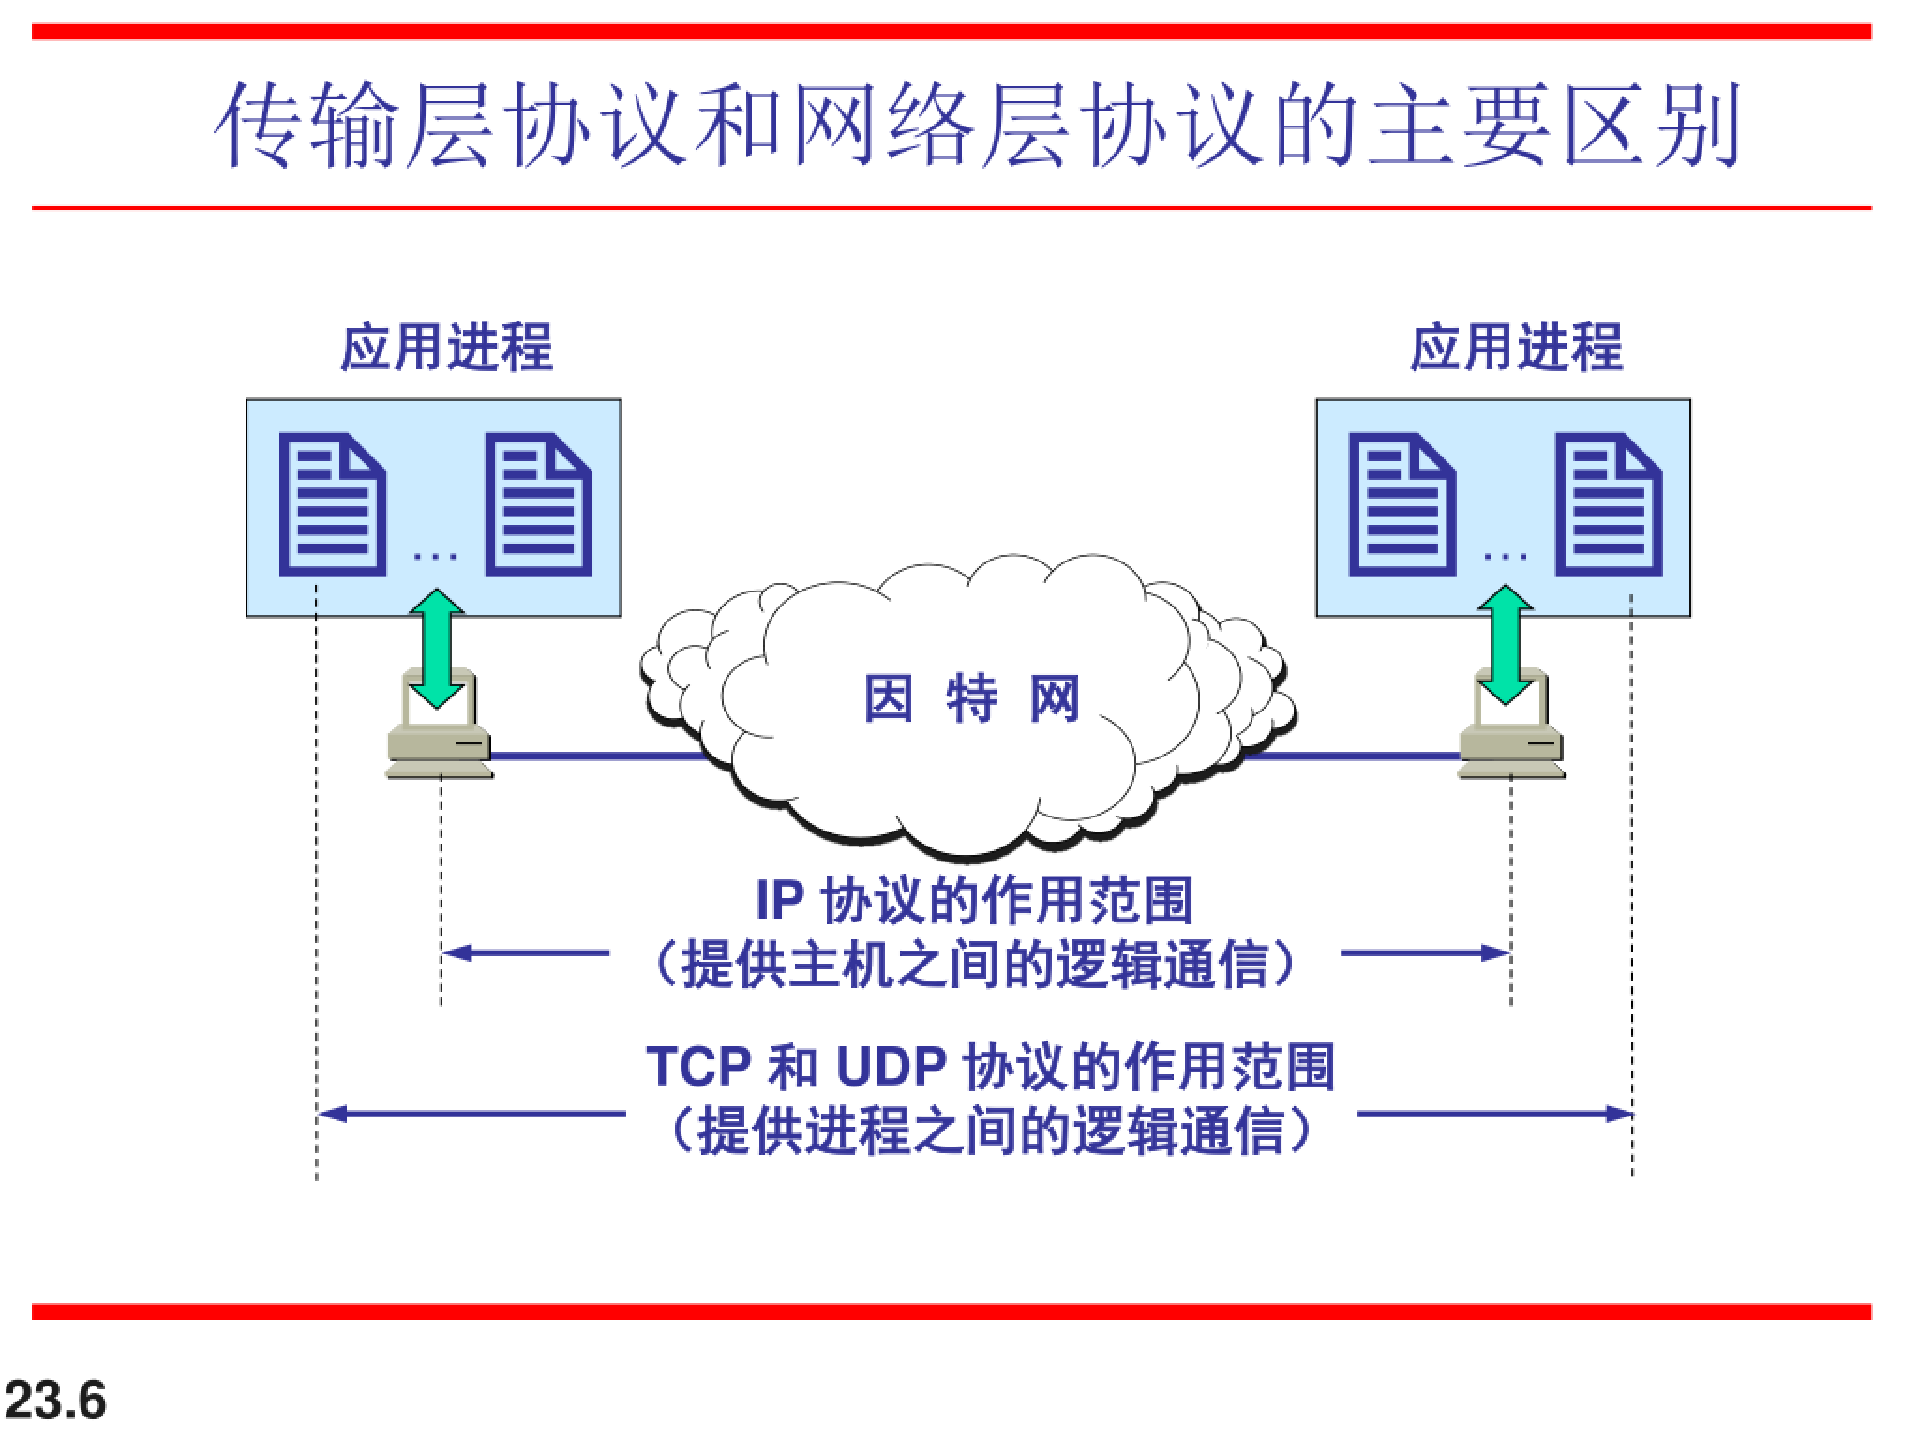 传输层协议和网络层协议的主要区别
应用进程
应用进程
…
…
因 特 网
IP 协议的作用范围
（提供主机之间的逻辑通信）
TCP 和 UDP 协议的作用范围
（提供进程之间的逻辑通信）
23.6